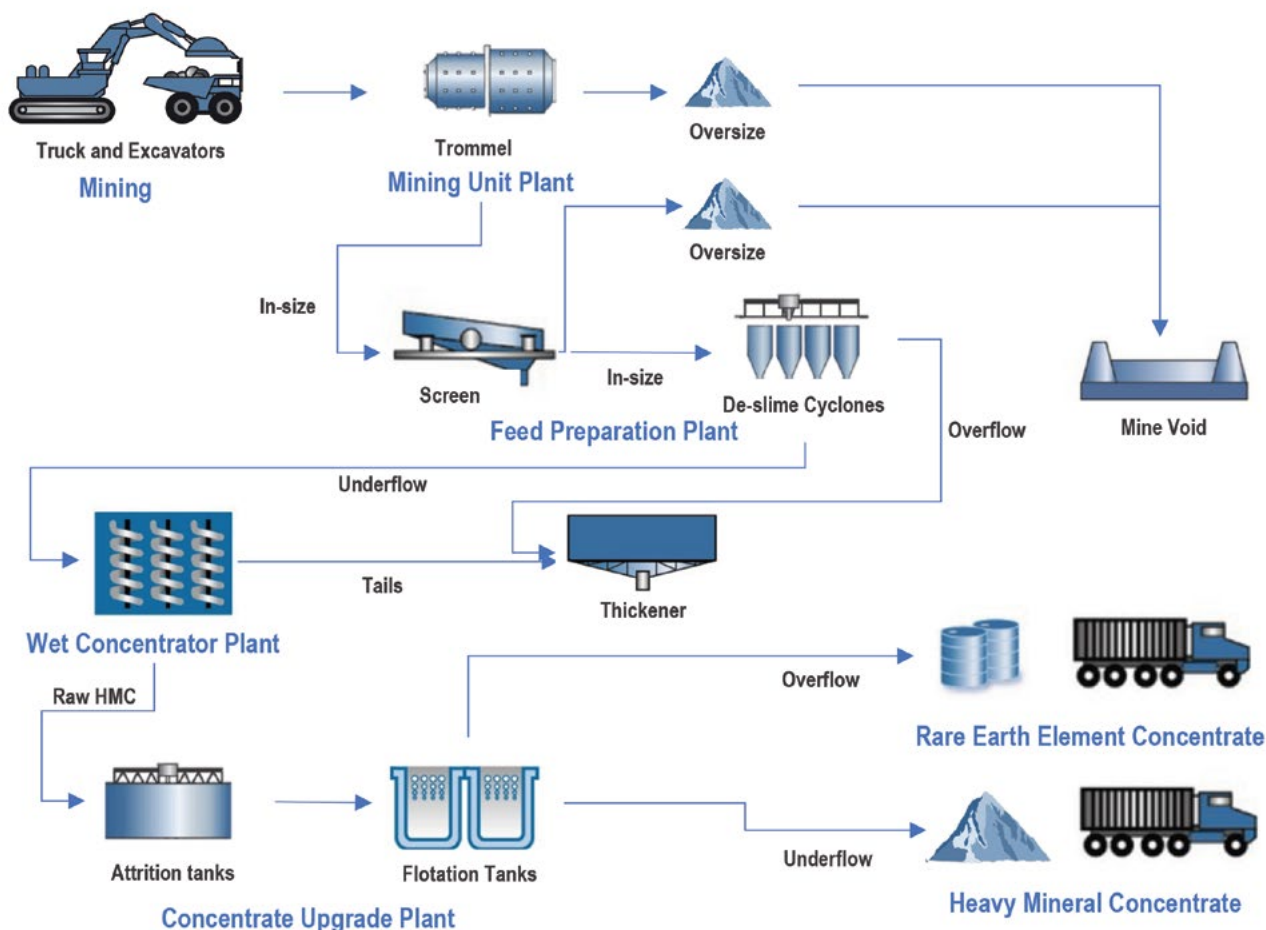 Truck and Excavators
Mining
Trommel
Mining Unit Plant
Oversize
Oversize
In-size
Screen
In-size
De-slime Cyclones
Feed Preparation Plant
Overflow
Mine Void
Underflow
Tails
Thickener
Wet Concentrator Plant
Raw HMC
Overflow
Rare Earth Element Concentrate
Attrition tanks
Flotation Tanks
Underflow
Concentrate Upgrade Plant
Heavy Mineral Concentrate